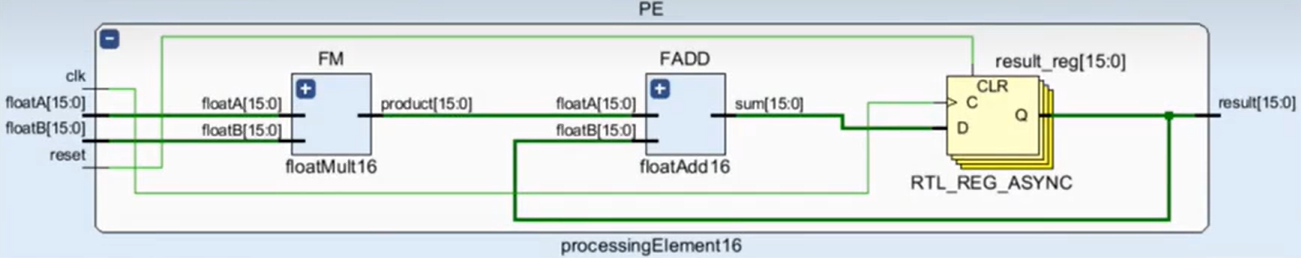 PE
clk
floatA[15:0]
floatB[15:0]
reset
FM
floatA[15:0]
floatB[15:0]
product[15:0]
floatMult16
FADD
floatA[15:0]
floatB[15:0]
sum[15:0]
floatAdd16
result_reg[15:0]
CLR
C
D
Q
RTL_REG_ASYNC
result[15:0]
processingElement16